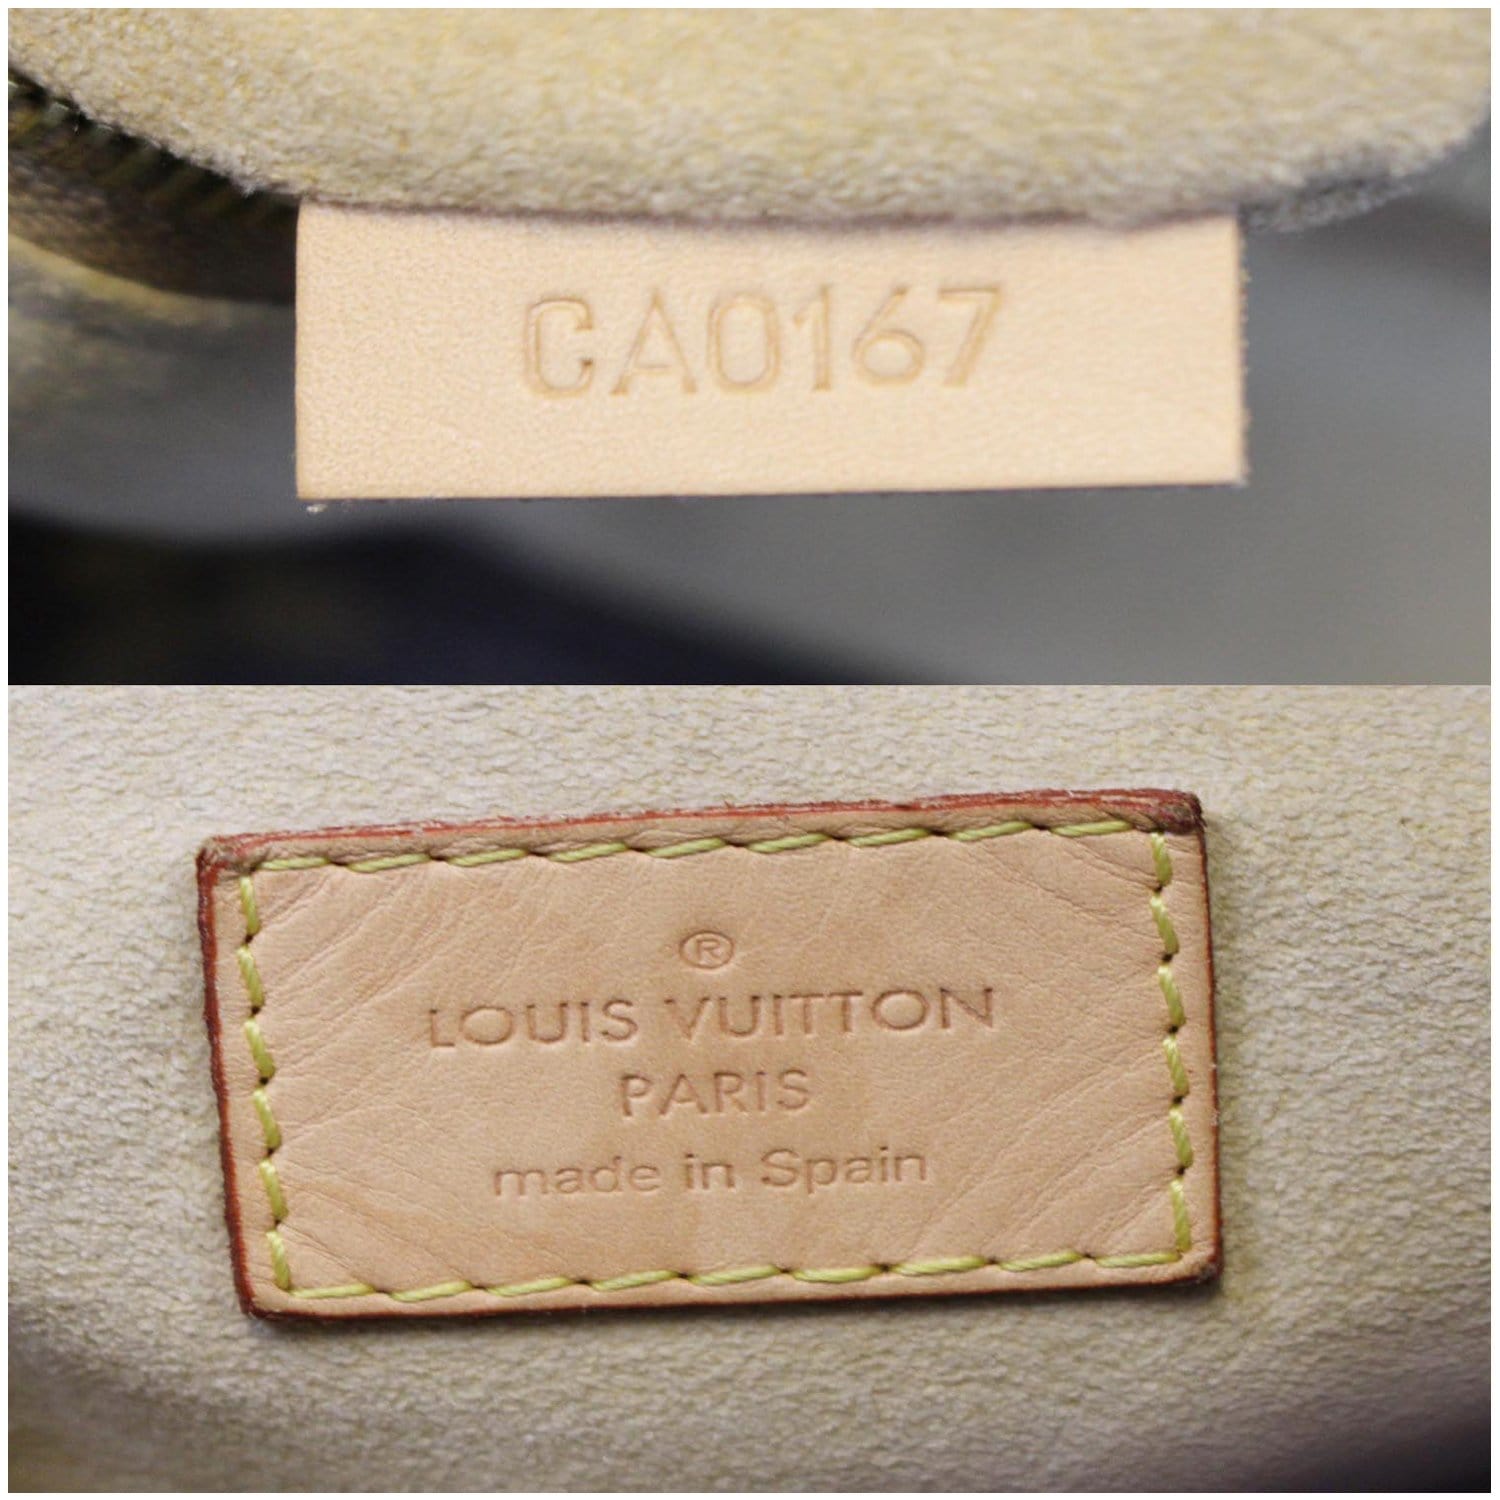 CA0167
®
LOUIS VUITTON
PARIS
made in Spain